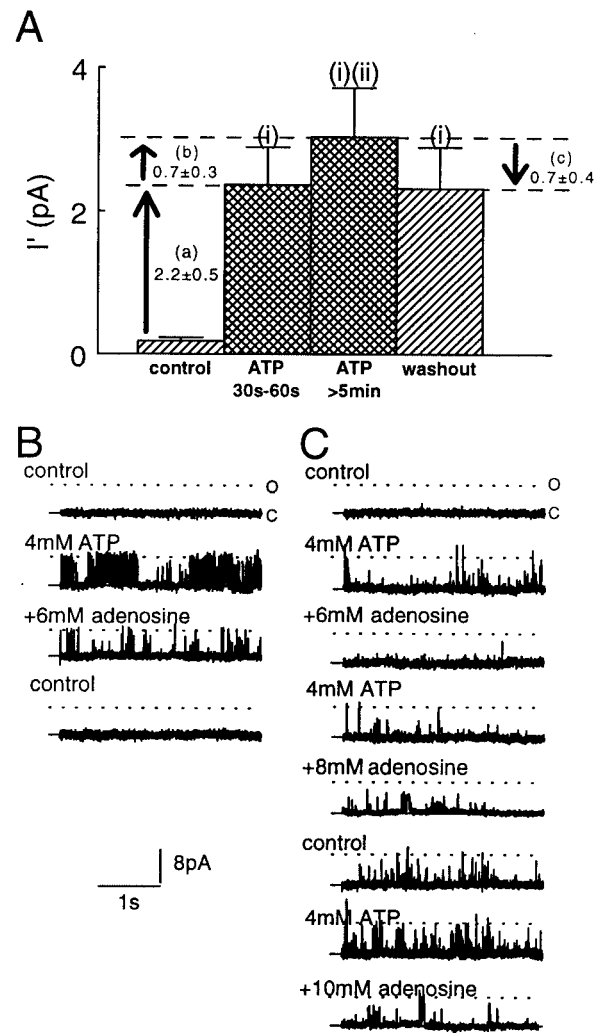 A
4
(i)(ii)
(i)
(i)
(b)
0.7±0.3
(c)
0.7±0.4
I' (pA)
2
(a)
2.2±0.5
0
control
ATP
30s-60s
ATP
>5min
washout
B
control
O
C
4mM ATP
+6mM adenosine
control
8pA
1s
C
control
O
C
4mM ATP
+6mM adenosine
4mM ATP
+8mM adenosine
control
4mM ATP
+10mM adenosine